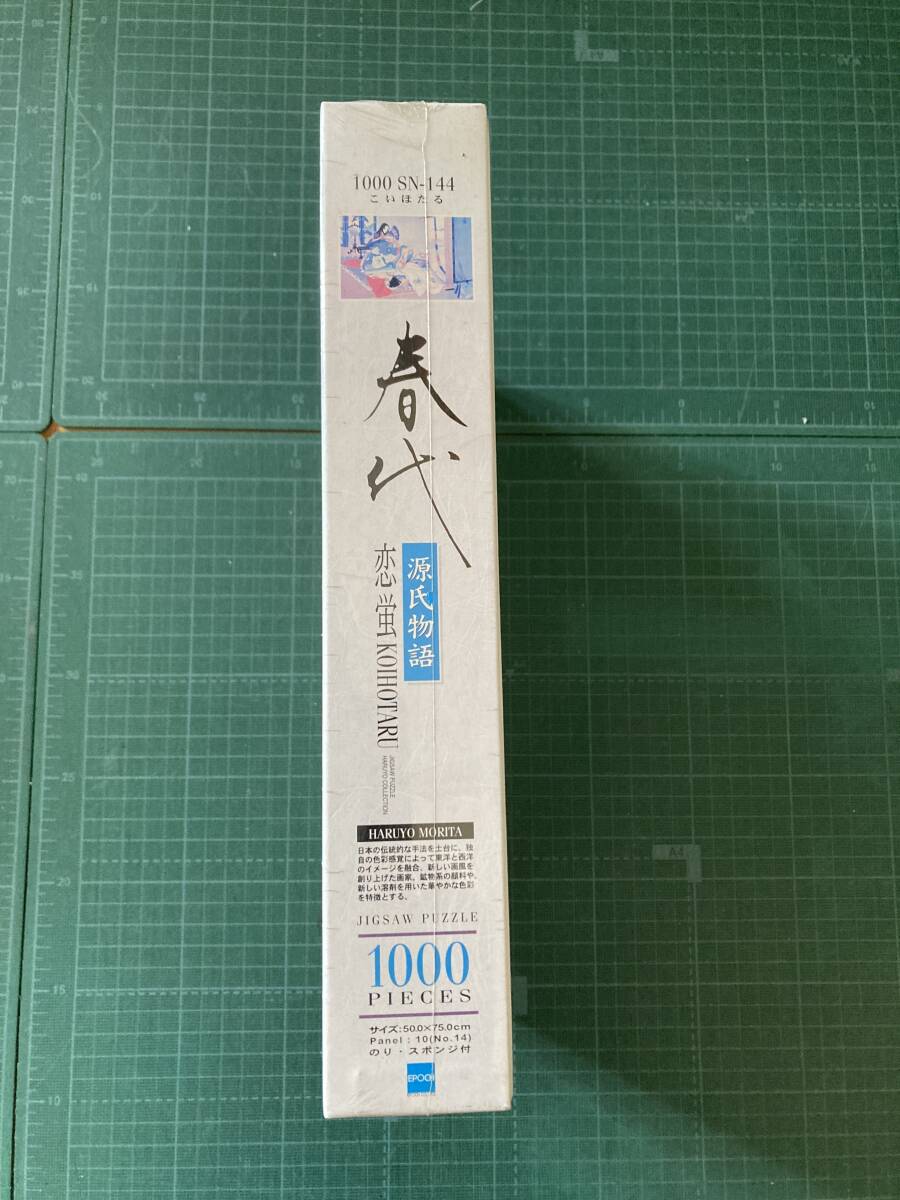 1000 SN-144
こいほたる
春代
源氏物語
恋蛍 KOIHOTARU
JIGSAW PUZZLE
HARUYO COLLECTION
HARUYO MORITA
日本の伝統的な手法を土台に、独
自の色彩感覚によって東洋と西洋
のイメージを融合、新しい画風を
創り上げた画家。鉱物系の顔料や、
新しい溶剤を用いた華やかな色彩
を特徴とする。
JIGSAW PUZZLE
1000
PIECES
サイズ:50.0×75.0cm
Panel : 10(No.14)
のり・スポンジ付
EPOCH
A4